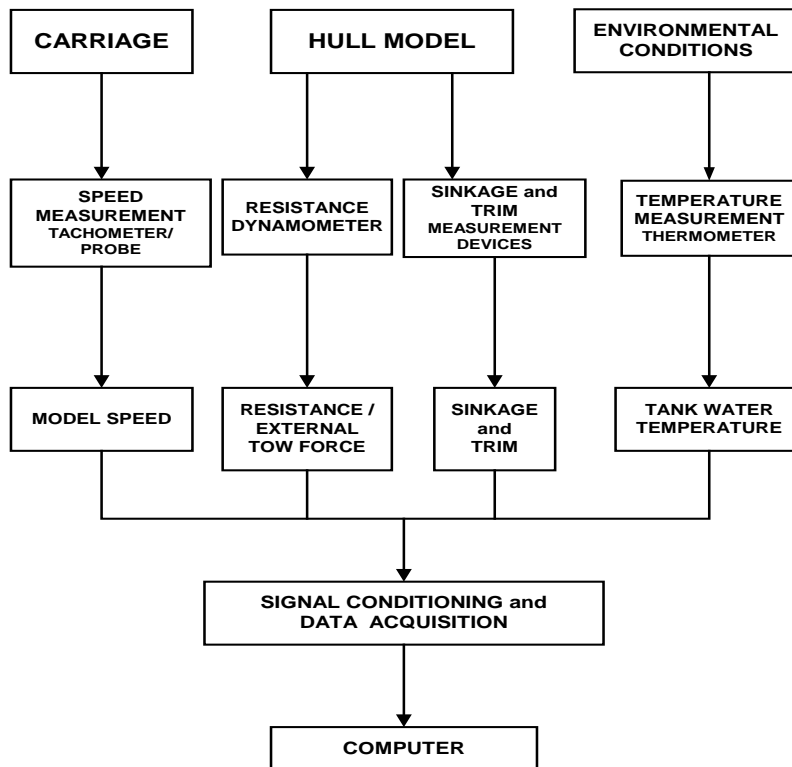 CARRIAGE
HULL MODEL
ENVIRONMENTAL
CONDITIONS
SPEED
MEASUREMENT
TACHOMETER/
PROBE
RESISTANCE
DYNAMOMETER
SINKAGE and
TRIM
MEASUREMENT
DEVICES
TEMPERATURE
MEASUREMENT
THERMOMETER
MODEL SPEED
RESISTANCE /
EXTERNAL
TOW FORCE
SINKAGE
and
TRIM
TANK WATER
TEMPERATURE
SIGNAL CONDITIONING and
DATA ACQUISITION
COMPUTER